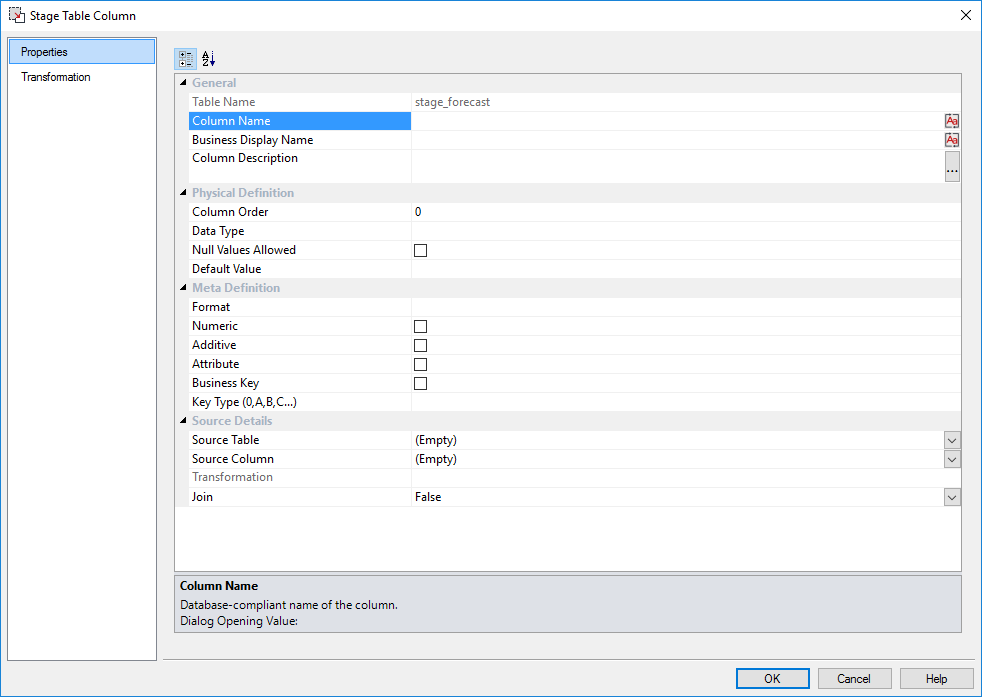 Stage Table Column
Properties
Transformation
General
Table Name stage_forecast
Column Name
Business Display Name
Column Description
...
Physical Definition
Column Order 0
Data Type
Null Values Allowed
Default Value
Meta Definition
Format
Numeric
Additive
Attribute
Business Key
Key Type (0,A,B,C...)
Source Details
Source Table (Empty)
Source Column (Empty)
Transformation
Join False
Column Name
Database-compliant name of the column.
Dialog Opening Value:
OK Cancel Help